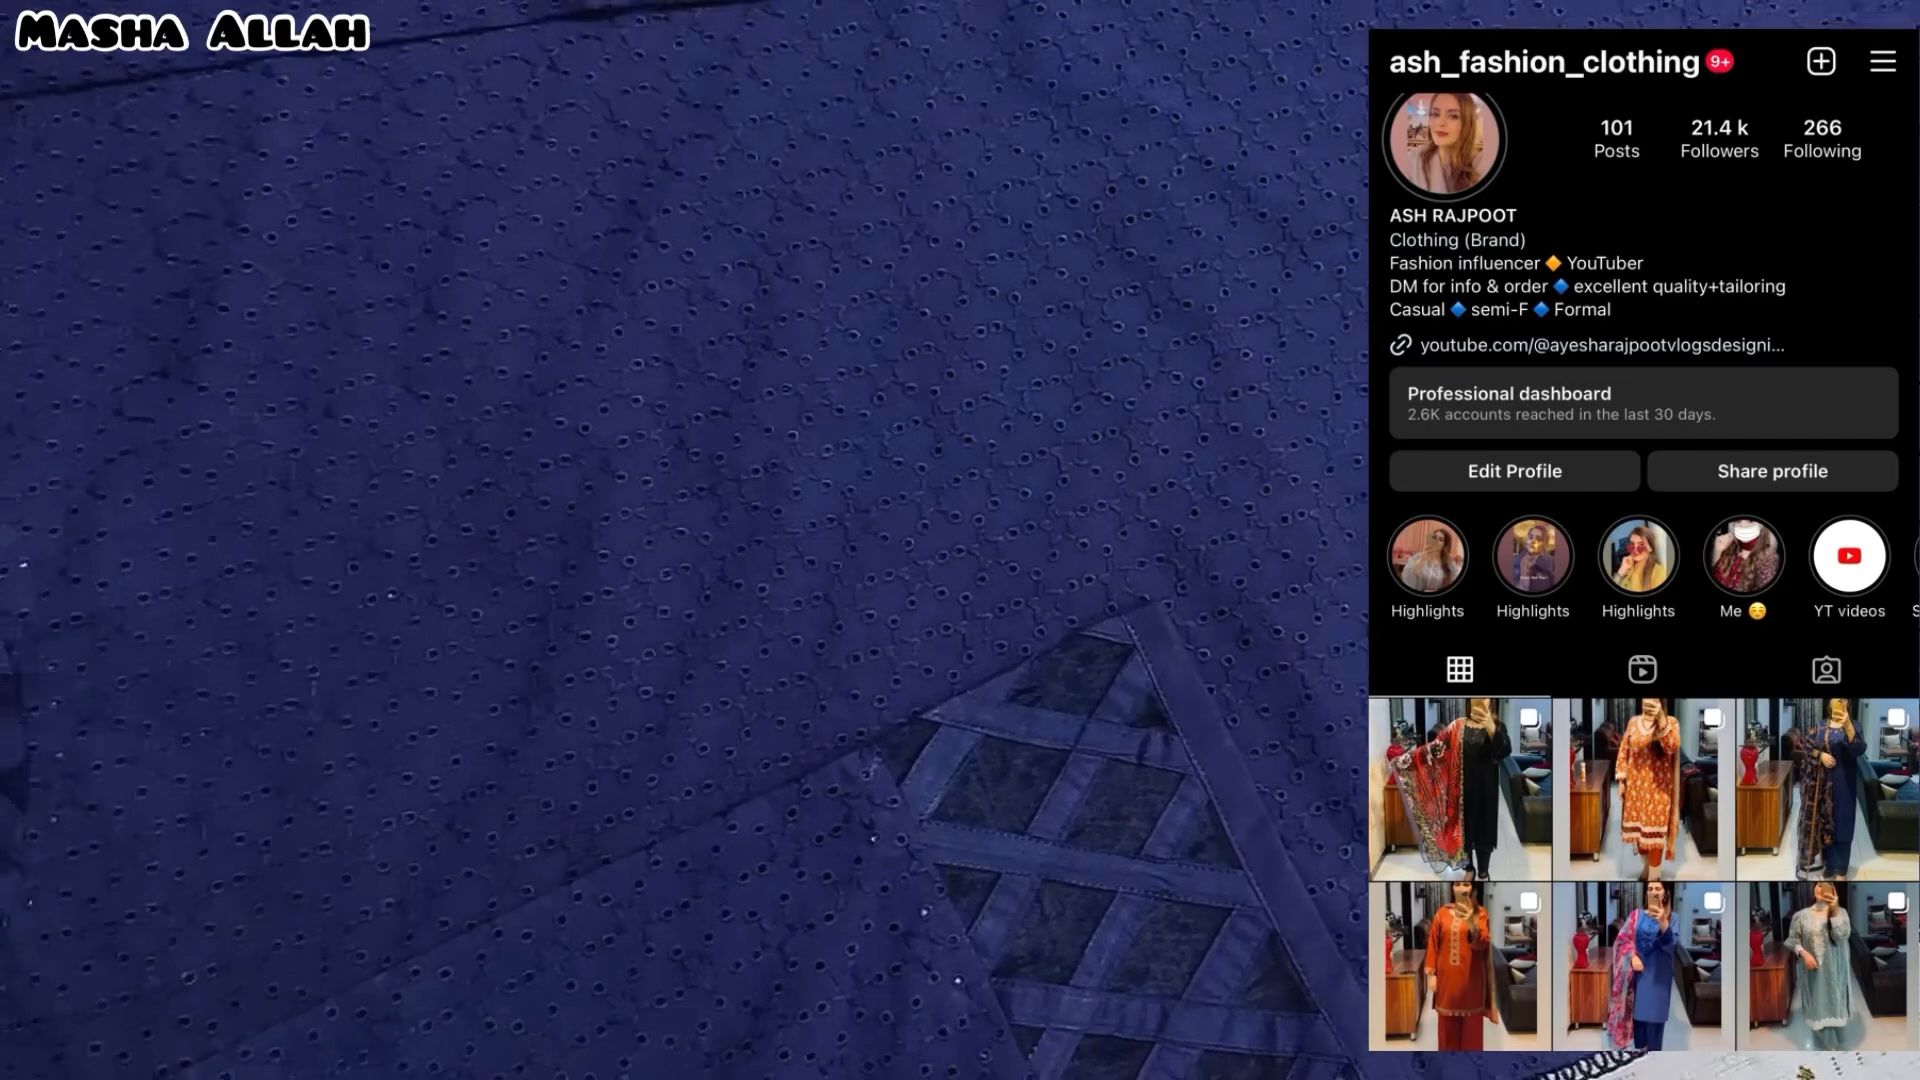 MASHA ALLAH
ash_fashion_clothing 9+
101 21.4 k 266
Posts Followers Following
ASH RAJPOOT
Clothing (Brand)
Fashion influencer 🔶 YouTuber
DM for info & order 🔷 excellent quality+tailoring
Casual 🔷 semi-F 🔷 Formal
youtube.com/@ayesharajpootvlogsdesigni...
Professional dashboard
2.6K accounts reached in the last 30 days.
Edit Profile Share profile
Highlights Highlights Highlights Me ☺️ YT videos S